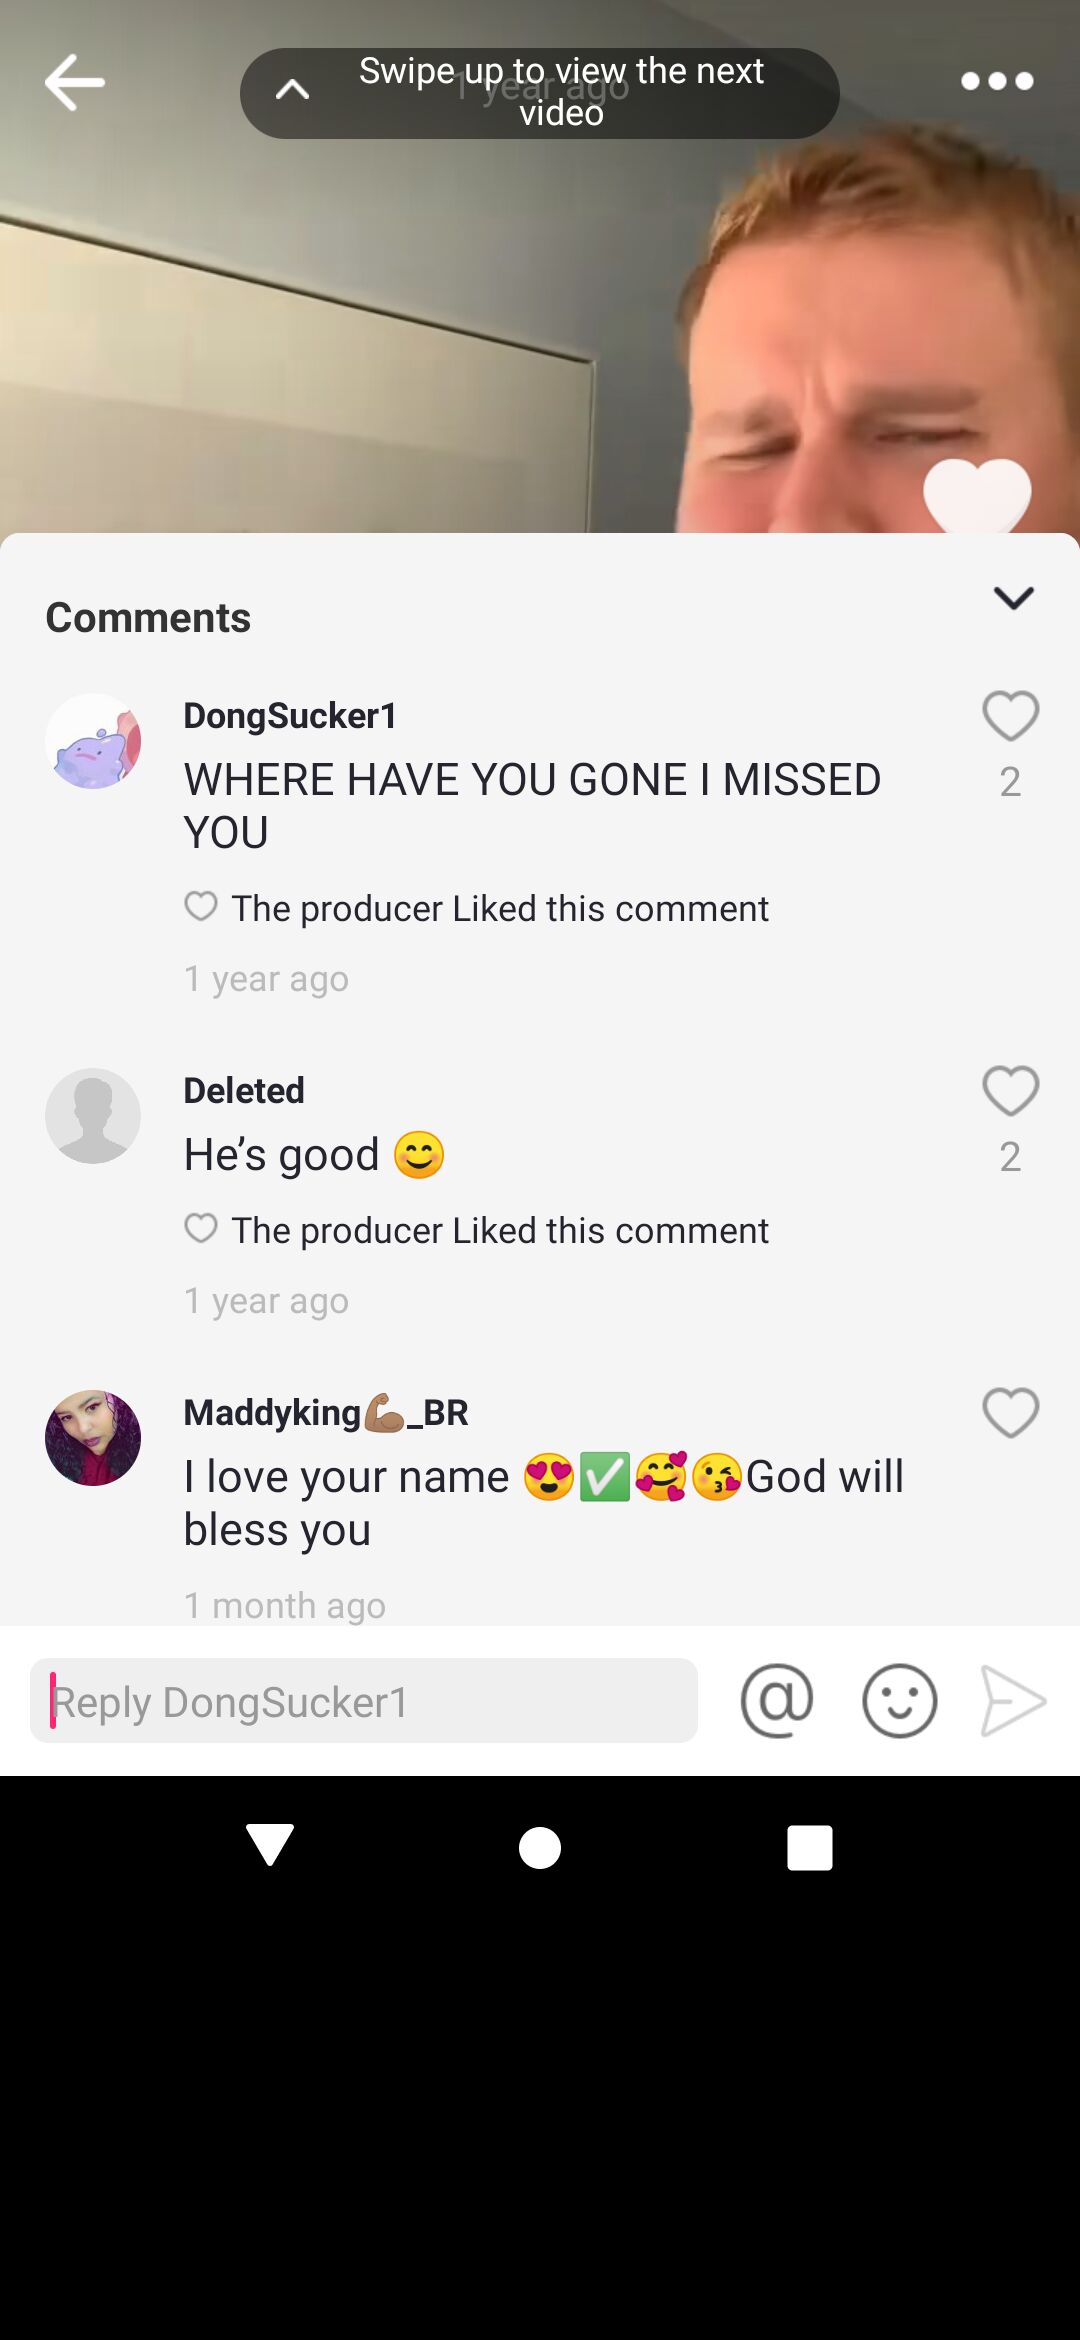 Swipe up to view the next
video
1 year ago
Comments
DongSucker1
WHERE HAVE YOU GONE I MISSED
YOU
2
The producer Liked this comment
1 year ago
Deleted
He’s good 😊
2
The producer Liked this comment
1 year ago
Maddyking💪🏽_BR
I love your name 😍✅🥰😘God will
bless you
1 month ago
Reply DongSucker1